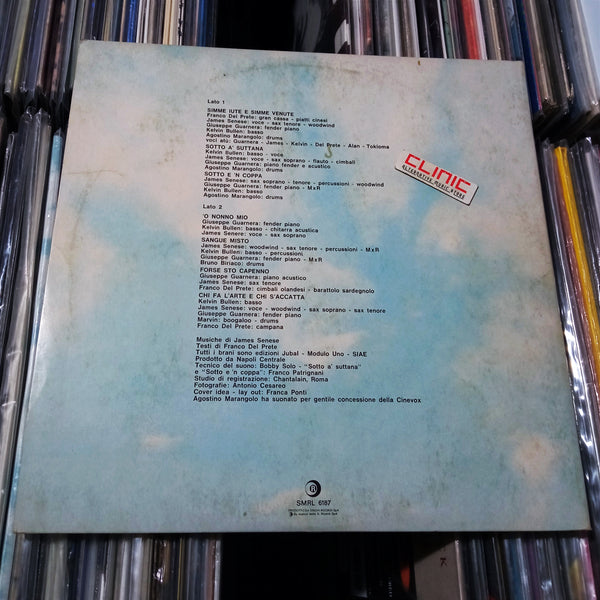 Lato 1
SIMME IUTE E SIMME VENUTE
Franco Del Prete: gran cassa - piatti cinesi
James Senese: voce - sax tenore - woodwind
Giuseppe Guarnera: fender piano
Kelvin Bullen: basso
Agostino Marangolo: drums
voci alò: Guarnera - James - Kelvin - Del Prete - Alan - Tokioma
SOTTO A' SUTTANA
Kelvin Bullen: basso - voce
James Senese: voce - sax soprano - flauto - cimbali
Giuseppe Guarnera: piano fender e acustico
Agostino Marangolo: drums
SOTTO E 'N COPPA
James Senese: sax soprano - tenore - percussioni - woodwind
Giuseppe Guarnera: fender piano - MxR
Kelvin Bullen: basso
Agostino Marangolo: drums
CLINIC
ALTERNATIVE MUSIC STORE
Lato 2
'O NONNO MIO
Giuseppe Guarnera: fender piano
Kelvin Bullen: basso - chitarra acustica
James Senere: voce - sax soprano
SANGUE MISTO
James Senese: woodwind - sax tenore - percussioni - MxR
Kelvin Bullen: basso - percussioni
Giuseppe Guarnera: fender piano - MxR
Bruno Biriaco: drums
FORSE STO CAPENNO
Giuseppe Guarnera: piano acustico
James Senese: sax tenore
Franco Del Prete: cimbali olandesi - barattolo sardegnolo
CHI FA L'ARTE E CHI S'ACCATTA
Kelvin Bullen: basso
James Senese: voce - woodwind - sax soprano - sax tenore
Giuseppe Guarnera: fender piano
Marvin: boogaloo - drums
Franco Del Prete: campana
Musiche di James Senese
Testi di Franco Del Prete
Tutti i brani sono edizioni Jubal - Modulo Uno - SIAE
Prodotto da Napoli Centrale
Tecnico del suono: Bobby Solo - "Sotto a' suttana"
e "Sotto e 'n coppa": Franco Patrignani
Studio di registrazione: Chantalain, Roma
Fotografie: Antonio Cesareo
Cover idea - lay out: Franca Ponti
Agostino Marangolo ha suonato per gentile concessione della Cinevox
R
SMRL 6187